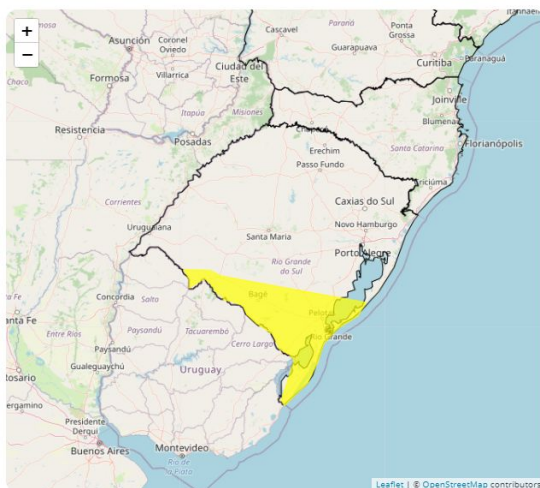 Itanhaém
+
−
Asunción
Coronel
Oviedo
Cascavel
Paraná
Ponta
Grossa
Guarapuava
Curitiba
Paranaguá
Villarrica
Ciudad del
Este
Chaco
Formosa
Joinville
Itapúa
Misiones
Blumenau
Resistencia
Posadas
Santa Catarina
Florianópolis
Erechim
Passo Fundo
Criciúma
Corrientes
Caxias do Sul
Uruguaiana
Novo Hamburgo
Santa Maria
Porto Alegre
Rio Grande
do Sul
Bagé
Concordia
Salto
Pelotas
Santa Fe
Rio Grande
Entre Ríos
Paysandú
Tacuarembó
Cerro Largo
Paysandú
Gualeguaychú
Uruguay
Rosario
Pergamino
Presidente
Derqui
Buenos Aires
Montevideo
Río de
la Plata
Leaflet | © OpenStreetMap contributors